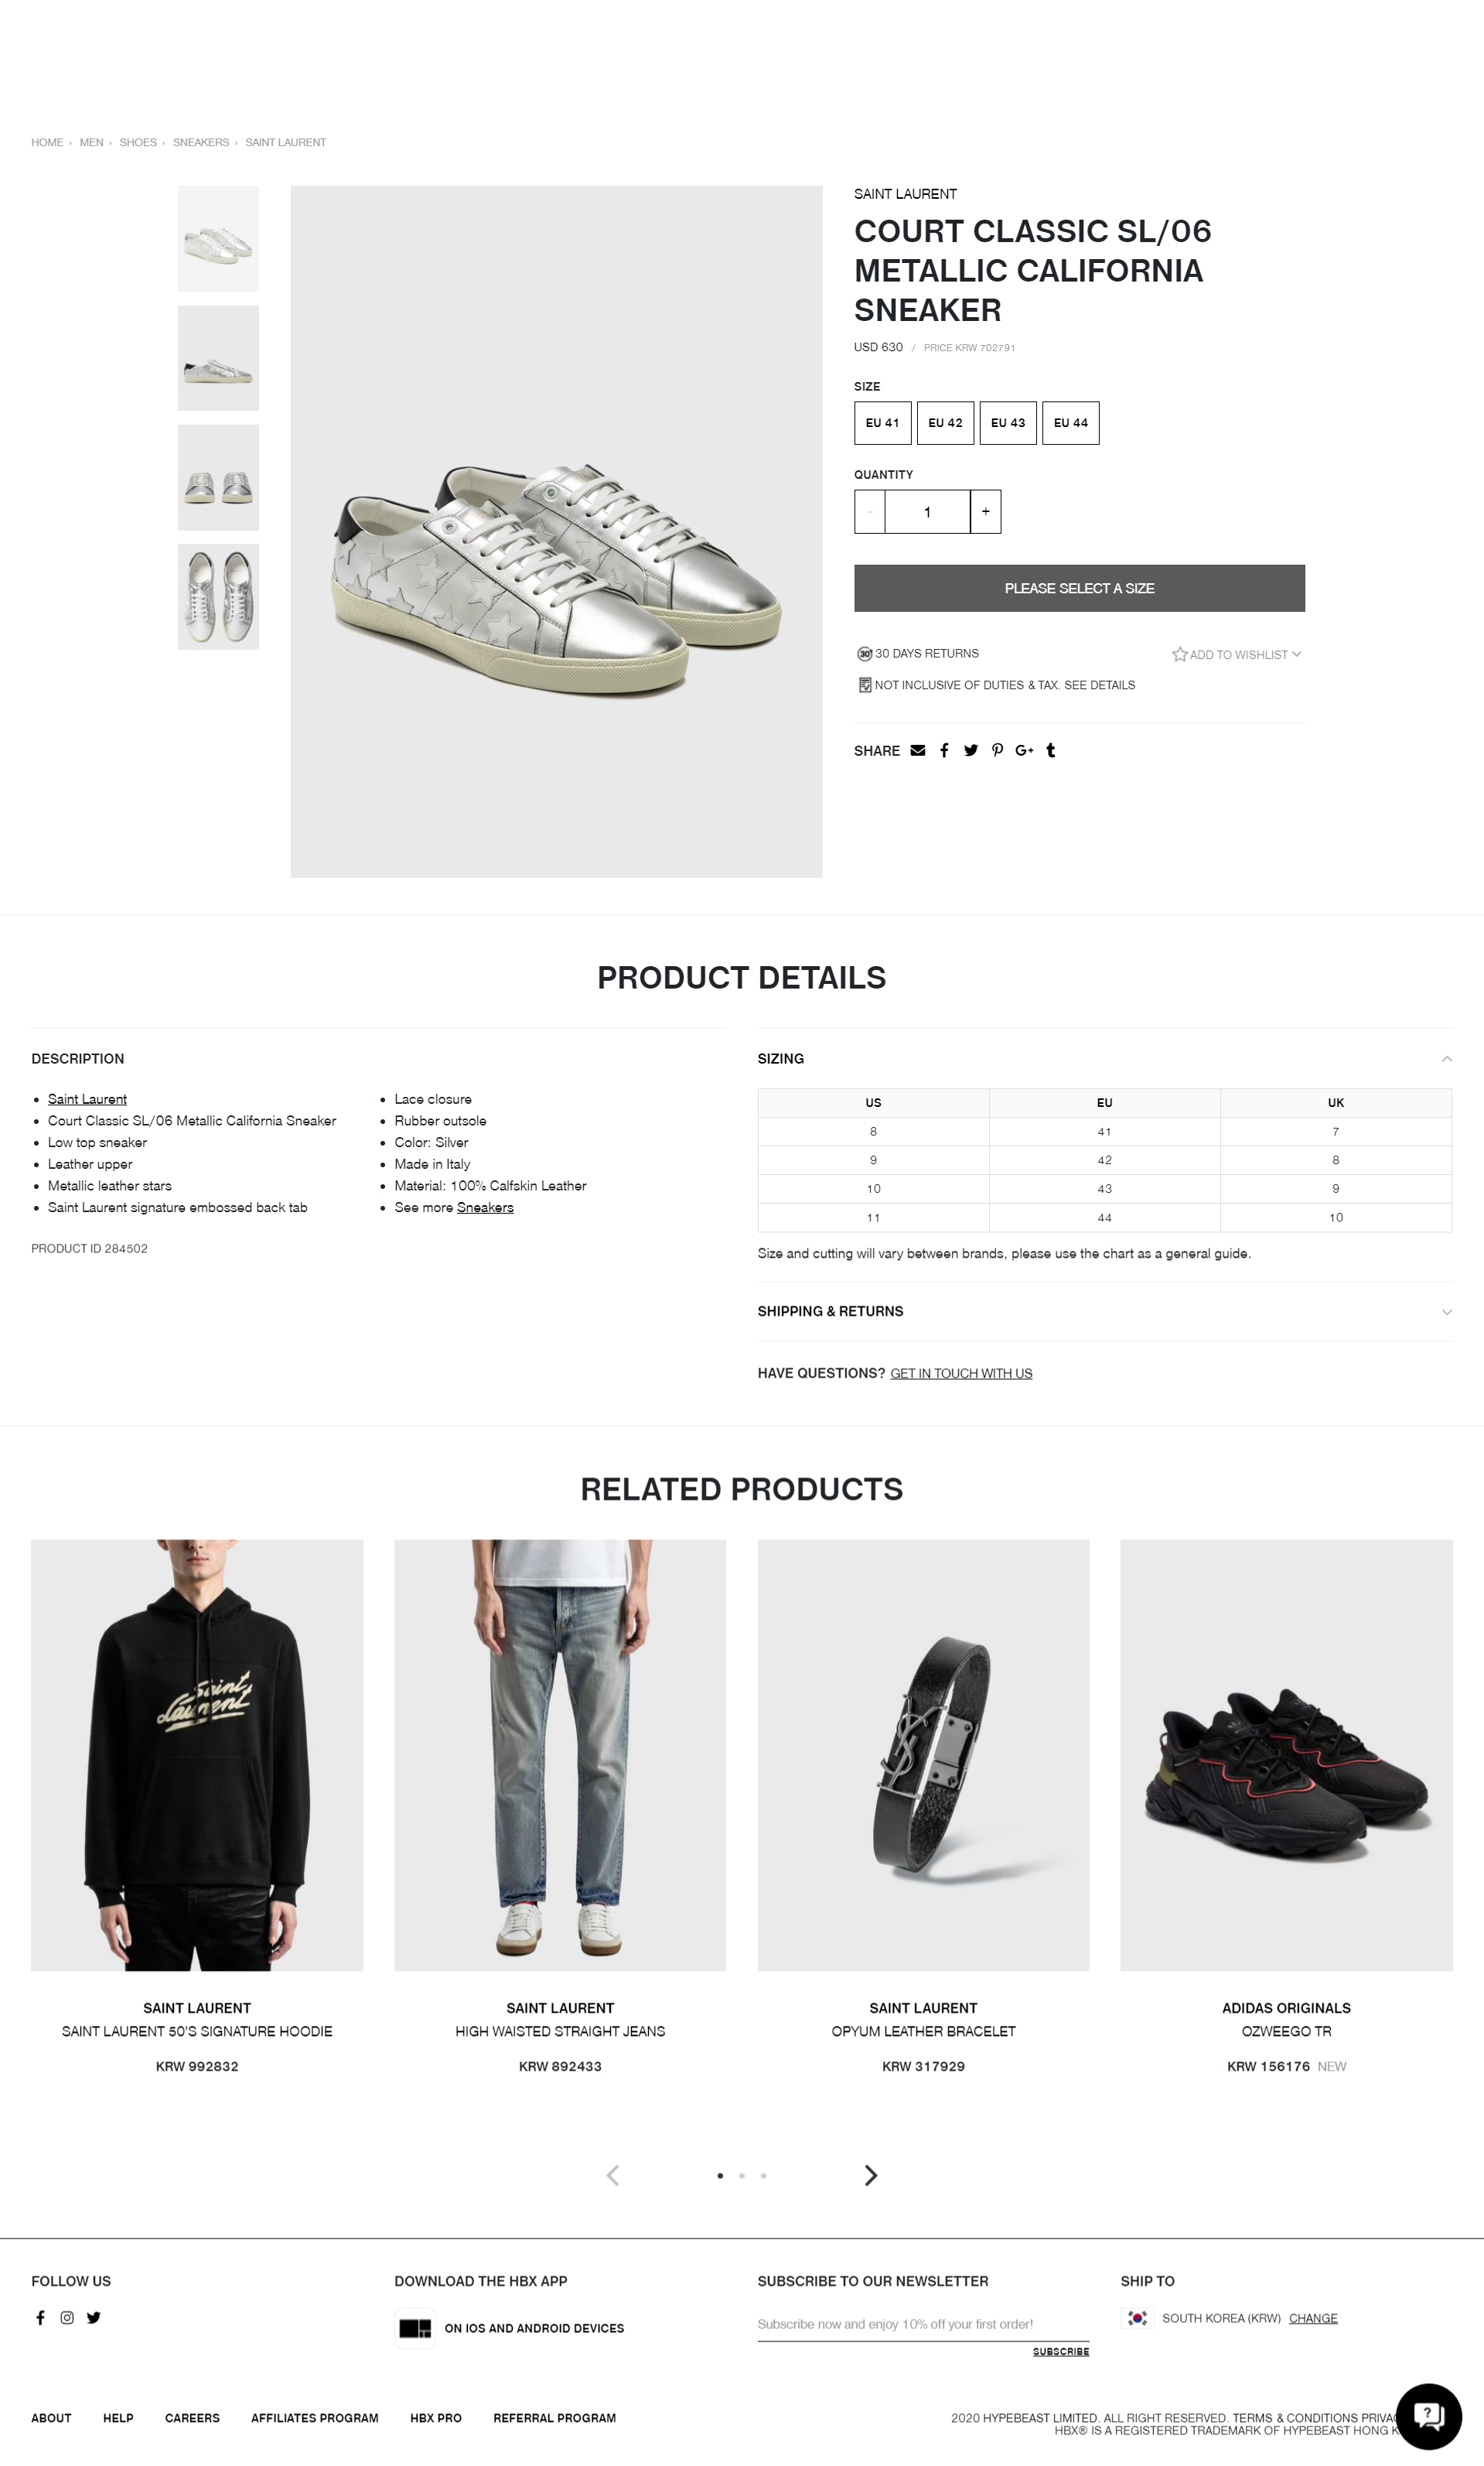 HOME › MEN › SHOES › SNEAKERS › SAINT LAURENT
SAINT LAURENT
COURT CLASSIC SL/06
METALLIC CALIFORNIA
SNEAKER
USD 630 / PRICE KRW 702791
SIZE
EU 41 EU 42 EU 43 EU 44
QUANTITY
- 1 +
PLEASE SELECT A SIZE
30 30 DAYS RETURNS
ADD TO WISHLIST
NOT INCLUSIVE OF DUTIES & TAX. SEE DETAILS
SHARE
PRODUCT DETAILS
DESCRIPTION
• Saint Laurent
• Court Classic SL/06 Metallic California Sneaker
• Low top sneaker
• Leather upper
• Metallic leather stars
• Saint Laurent signature embossed back tab
• Lace closure
• Rubber outsole
• Color: Silver
• Made in Italy
• Material: 100% Calfskin Leather
• See more Sneakers
PRODUCT ID 284502
SIZING
US EU UK
8 41 7
9 42 8
10 43 9
11 44 10
Size and cutting will vary between brands, please use the chart as a general guide.
SHIPPING & RETURNS
HAVE QUESTIONS? GET IN TOUCH WITH US
RELATED PRODUCTS
Saint
Laurent
SAINT LAURENT
SAINT LAURENT 50'S SIGNATURE HOODIE
KRW 992832
SAINT LAURENT
HIGH WAISTED STRAIGHT JEANS
KRW 892433
SAINT LAURENT
OPYUM LEATHER BRACELET
KRW 317929
ADIDAS ORIGINALS
OZWEEGO TR
KRW 156176 NEW
FOLLOW US
DOWNLOAD THE HBX APP
ON IOS AND ANDROID DEVICES
SUBSCRIBE TO OUR NEWSLETTER
Subscribe now and enjoy 10% off your first order!
SUBSCRIBE
SHIP TO
SOUTH KOREA (KRW) CHANGE
ABOUT HELP CAREERS AFFILIATES PROGRAM HBX PRO REFERRAL PROGRAM
2020 HYPEBEAST LIMITED. ALL RIGHT RESERVED. TERMS & CONDITIONS
HBX® IS A REGISTERED TRADEMARK OF HYPEBEAST HONG